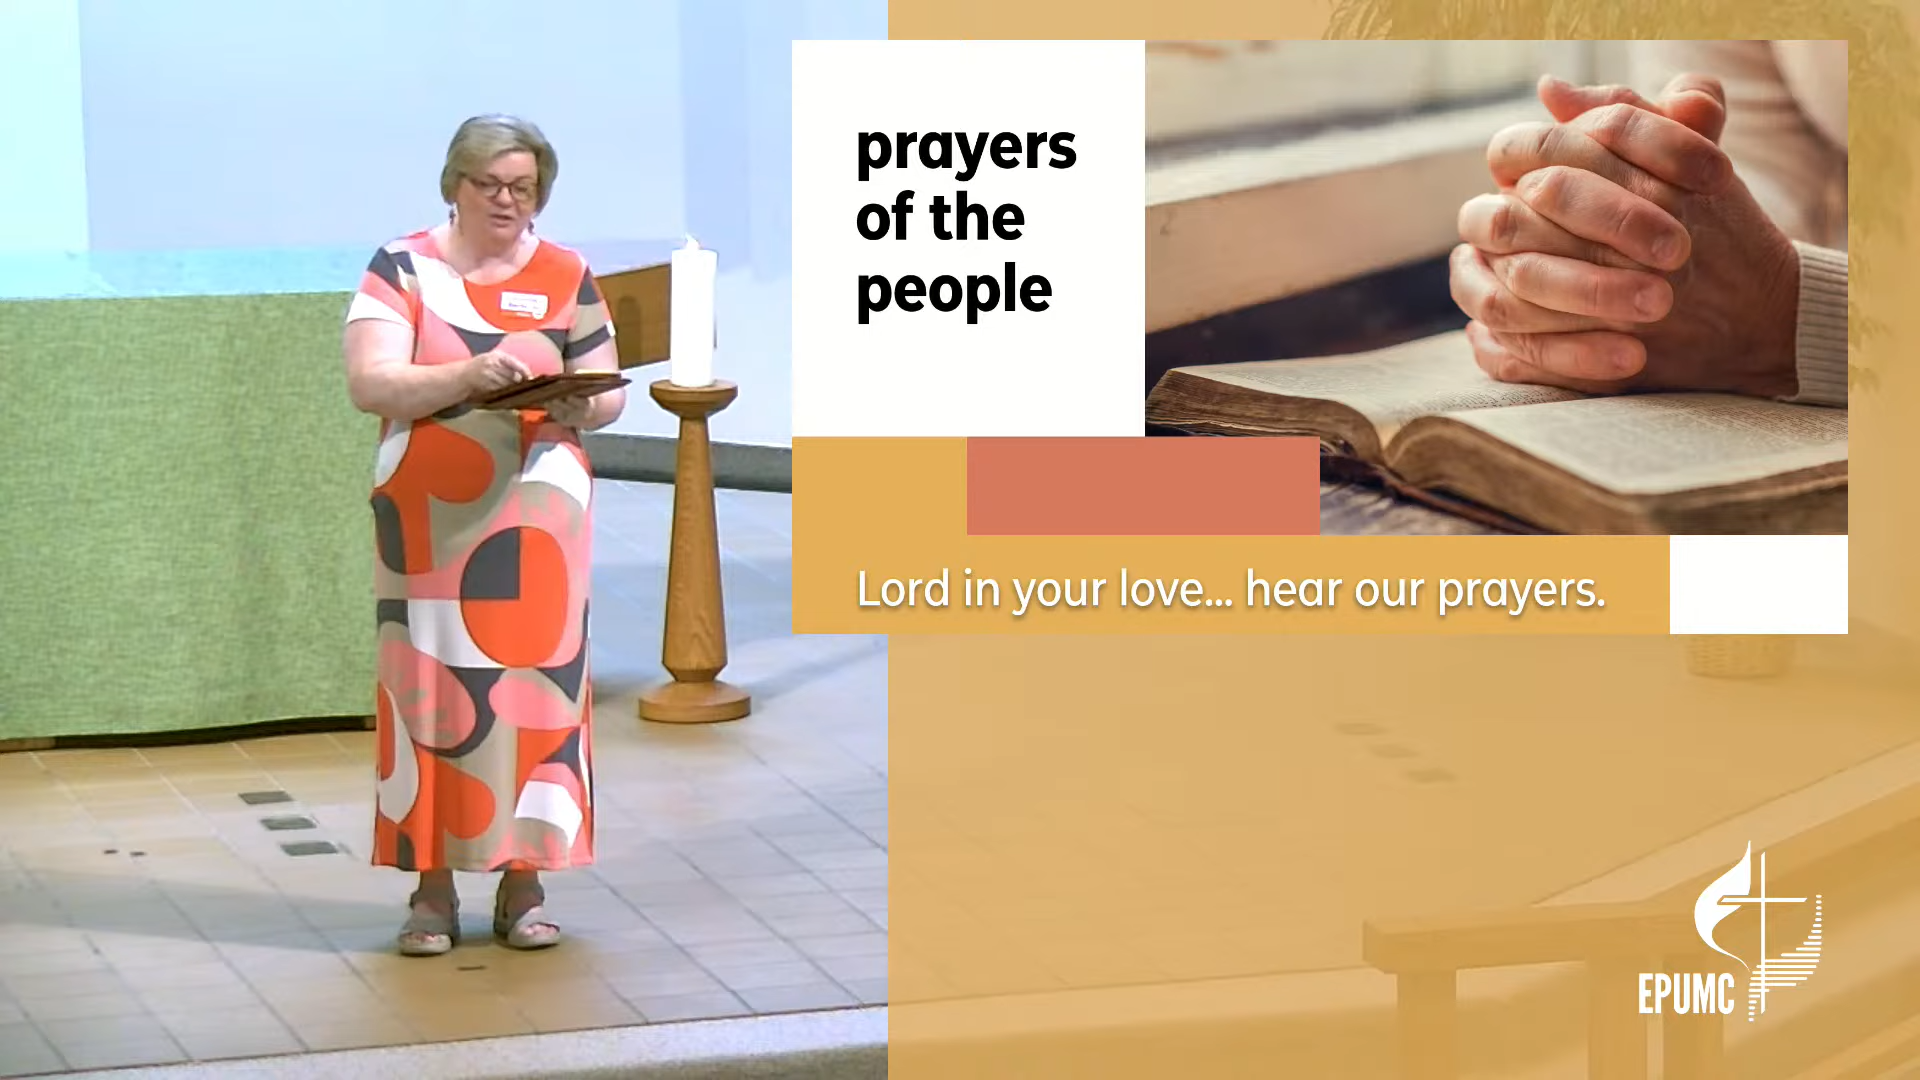 prayers
of the
people
Lord in your love... hear our prayers.
EPUMC